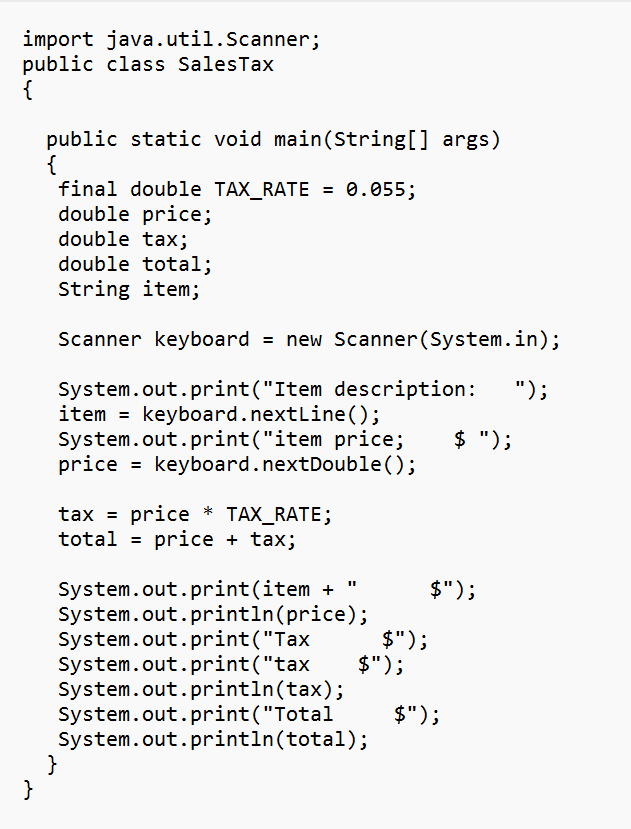 import java.util.Scanner;
public class SalesTax
{
  public static void main(String[] args)
  {
   final double TAX_RATE = 0.055;
   double price;
   double tax;
   double total;
   String item;
   Scanner keyboard = new Scanner(System.in);
   System.out.print("Item description:   ");
   item = keyboard.nextLine();
   System.out.print("item price;    $ ");
   price = keyboard.nextDouble();
   tax = price * TAX_RATE;
   total = price + tax;
   System.out.print(item + "      $");
   System.out.println(price);
   System.out.print("Tax      $");
   System.out.print("tax    $");
   System.out.println(tax);
   System.out.print("Total     $");
   System.out.println(total);
  }
}